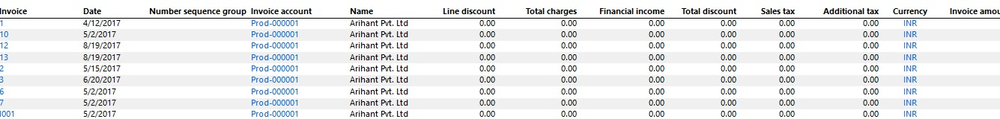 Invoice Date Number sequence group Invoice account Name Line discount Total charges Financial income Total discount Sales tax Additional tax Currency Invoice amou
1 4/12/2017 Prod-000001 Arihant Pvt. Ltd 0.00 0.00 0.00 0.00 0.00 0.00 INR
10 5/2/2017 Prod-000001 Arihant Pvt. Ltd 0.00 0.00 0.00 0.00 0.00 0.00 INR
12 8/19/2017 Prod-000001 Arihant Pvt. Ltd 0.00 0.00 0.00 0.00 0.00 0.00 INR
13 8/19/2017 Prod-000001 Arihant Pvt. Ltd 0.00 0.00 0.00 0.00 0.00 0.00 INR
2 5/15/2017 Prod-000001 Arihant Pvt. Ltd 0.00 0.00 0.00 0.00 0.00 0.00 INR
3 6/20/2017 Prod-000001 Arihant Pvt. Ltd 0.00 0.00 0.00 0.00 0.00 0.00 INR
6 5/2/2017 Prod-000001 Arihant Pvt. Ltd 0.00 0.00 0.00 0.00 0.00 0.00 INR
7 5/2/2017 Prod-000001 Arihant Pvt. Ltd 0.00 0.00 0.00 0.00 0.00 0.00 INR
I001 5/2/2017 Prod-000001 Arihant Pvt. Ltd 0.00 0.00 0.00 0.00 0.00 0.00 INR